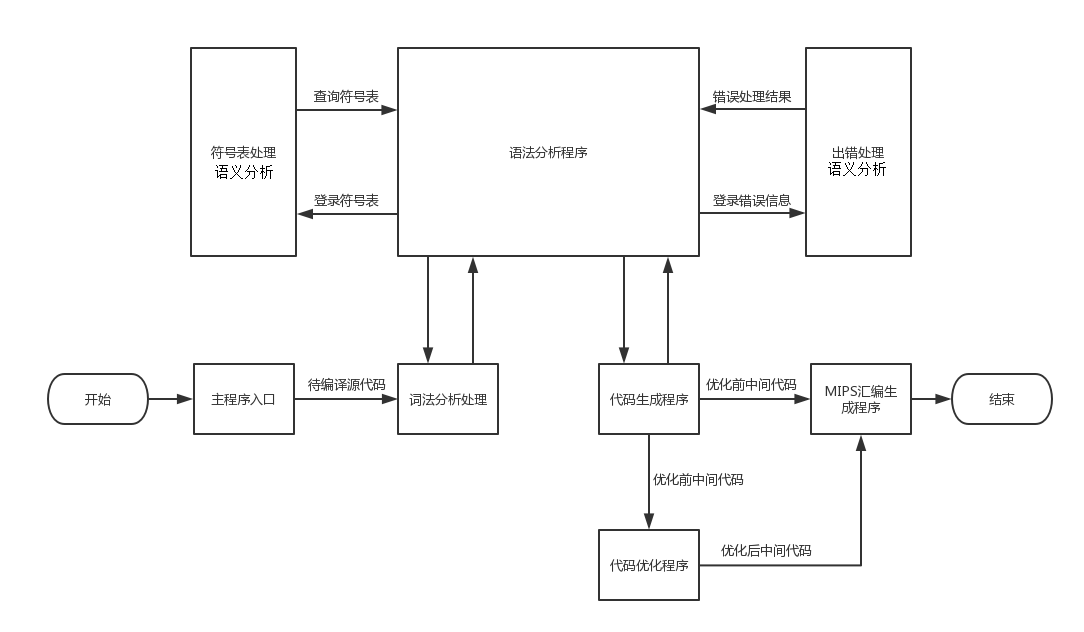 查询符号表
错误处理结果
符号表处理
语义分析
语法分析程序
出错处理
语义分析
登录符号表
登录错误信息
开始
主程序入口
待编译源代码
词法分析处理
代码生成程序
优化前中间代码
MIPS汇编生
成程序
结束
优化前中间代码
代码优化程序
优化后中间代码